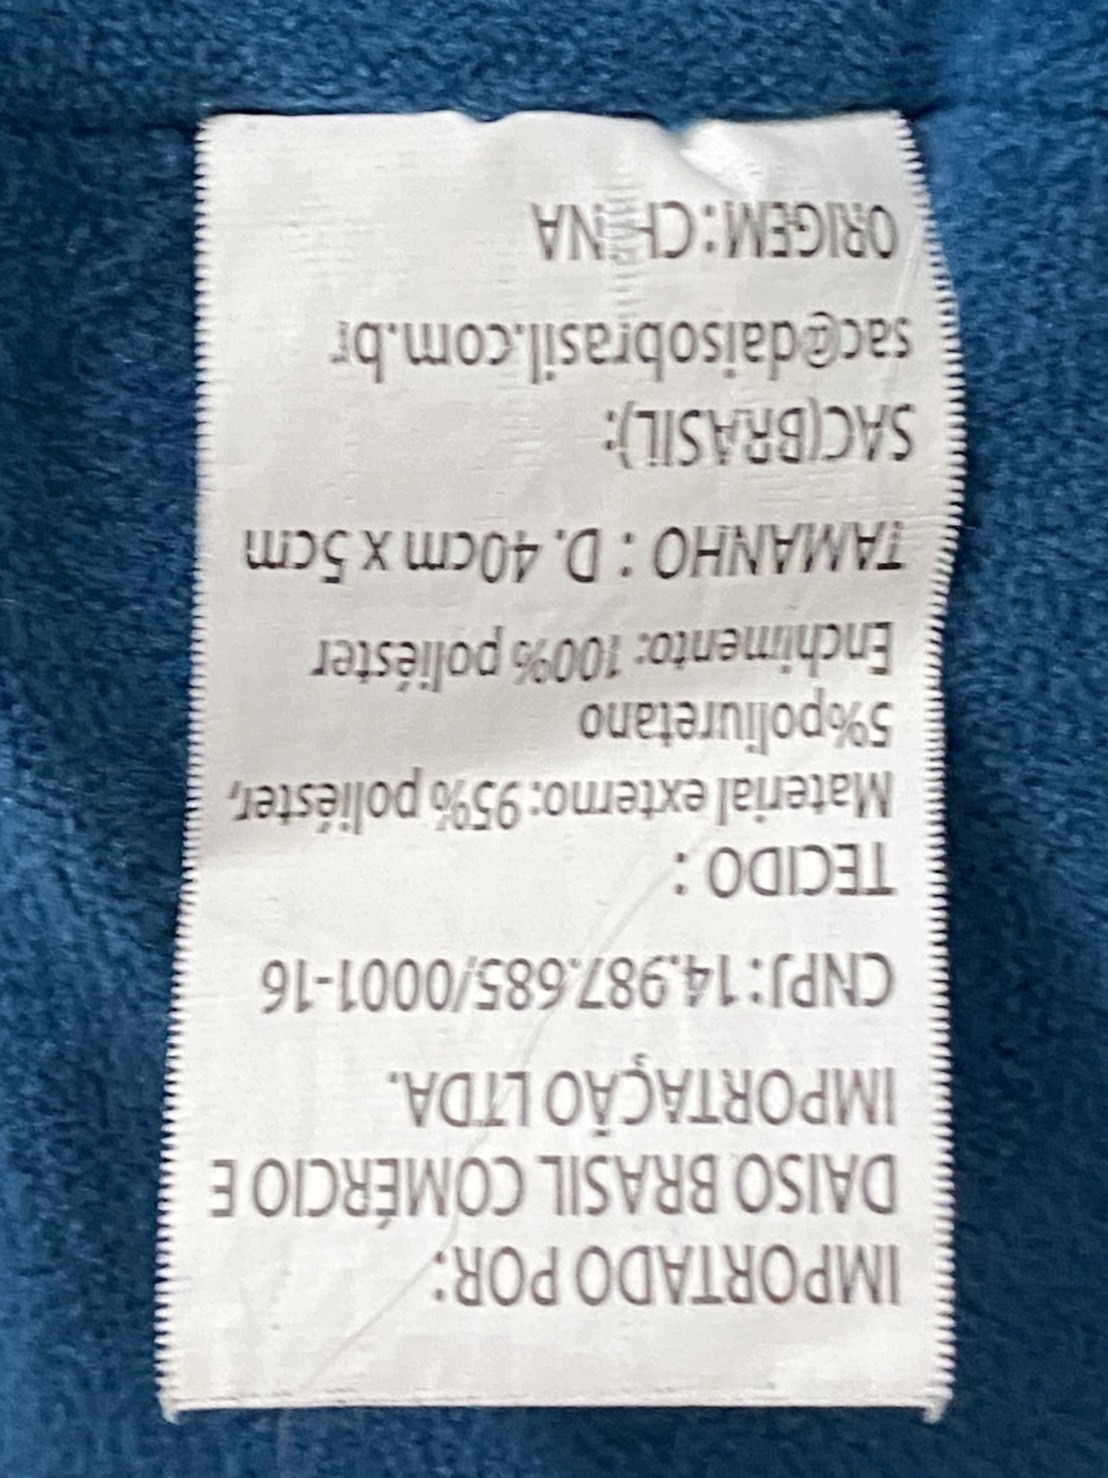 IMPORTADO POR:
DAISO BRASIL COMÉRCIO E
IMPORTAÇÃO LTDA.
CNPJ: 14.987.685/0001-16
TECIDO :
Material externo: 95% poliéster,
5%poliuretano
Enchimento: 100% poliéster
TAMANHO : D. 40cm x 5cm
SAC(BRASIL):
sac@daisobrasil.com.br
ORIGEM: CHINA